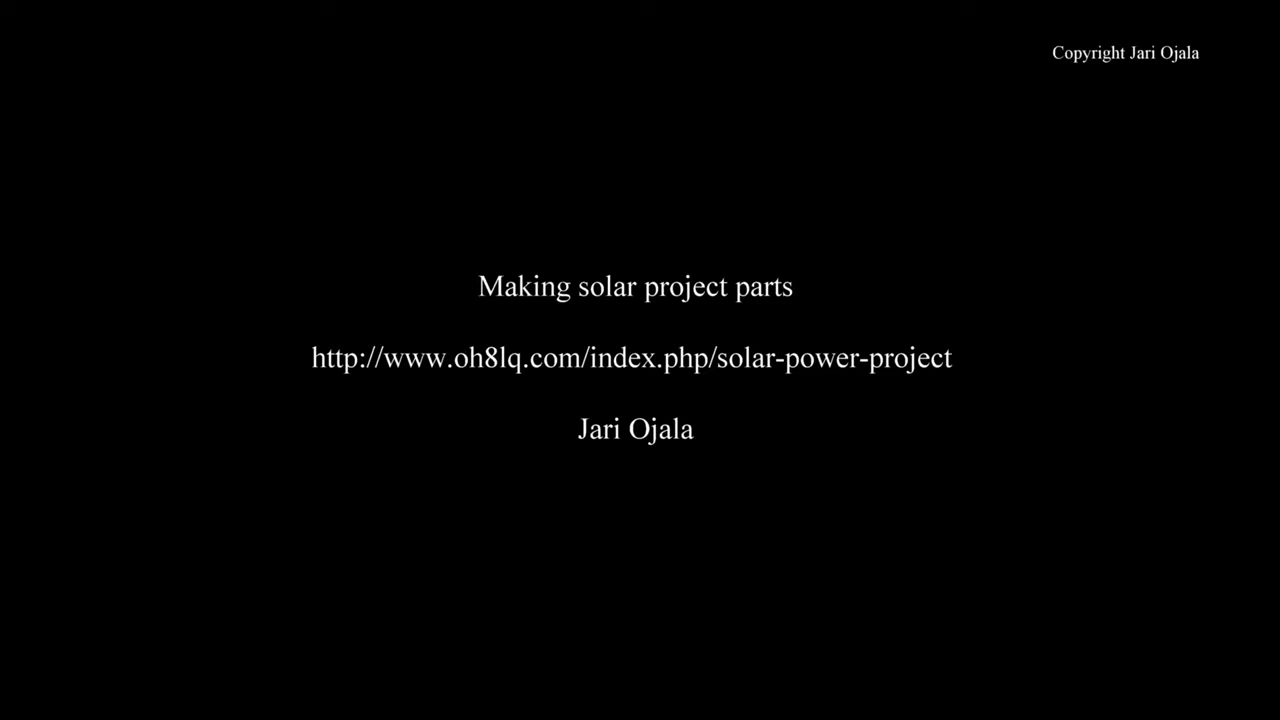 Copyright Jari Ojala
Making solar project parts
http://www.oh8lq.com/index.php/solar-power-project
Jari Ojala